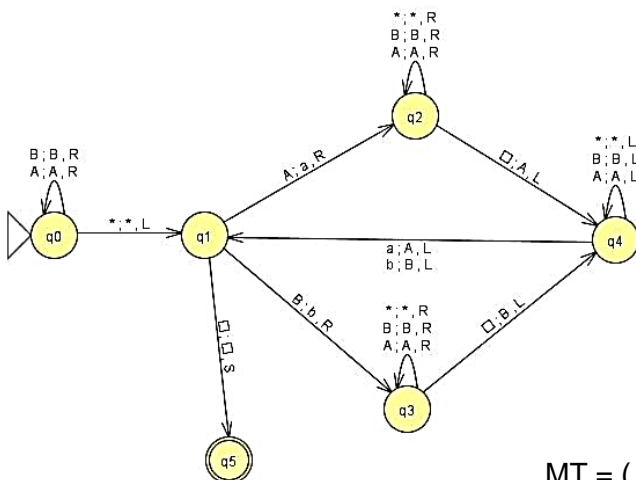 *;*,R
B;B,R
A;A,R
q2
B;B,R
A;A,R
*;*,L
B;B,L
A;A,L
A;a,R
□;A,L
q0
*;*,L
q1
q4
a;A,L
b;B,L
B;b,R
*;*,R
B;B,R
A;A,R
□;B,L
□;□,S
q3
q5
MT = (